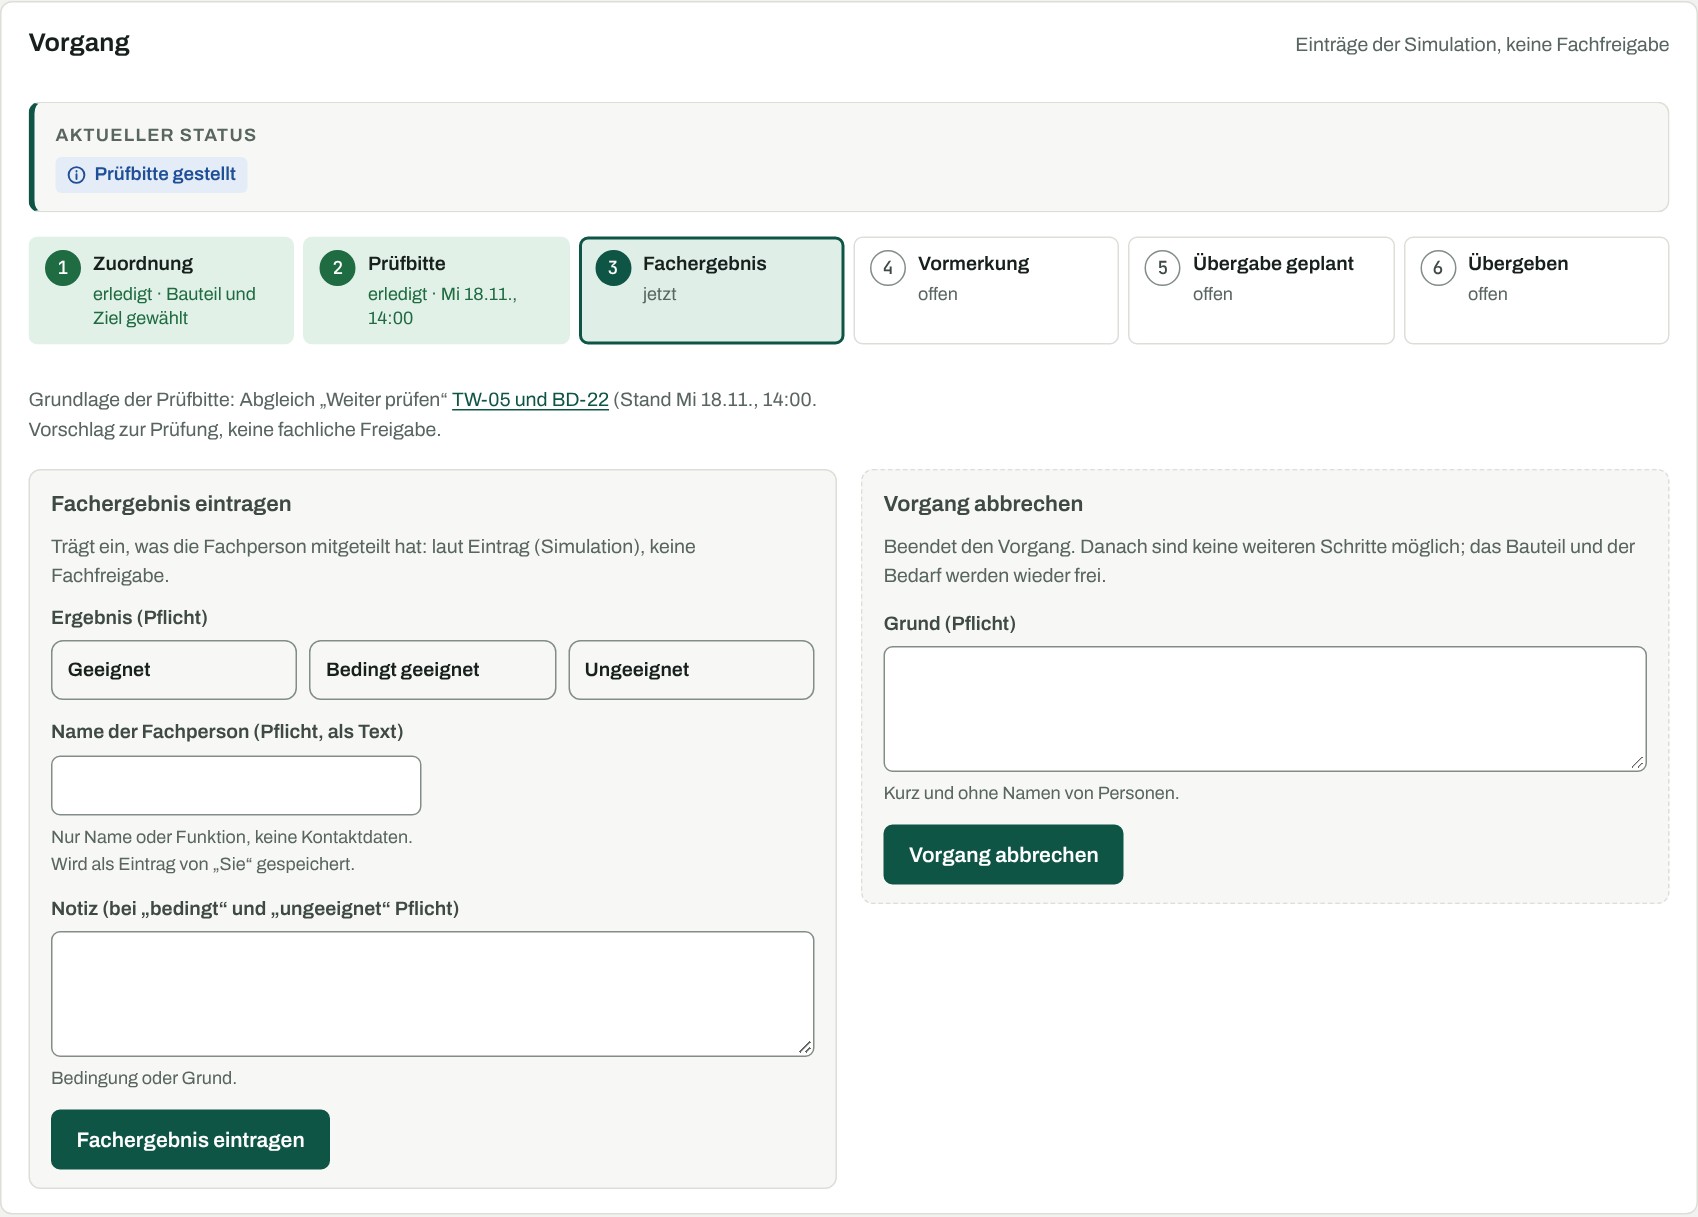 Vorgang
Einträge der Simulation, keine Fachfreigabe
AKTUELLER STATUS
Prüfbitte gestellt
1 Zuordnung
erledigt · Bauteil und
Ziel gewählt
2 Prüfbitte
erledigt · Mi 18.11.,
14:00
3 Fachergebnis
jetzt
4 Vormerkung
offen
5 Übergabe geplant
offen
6 Übergeben
offen
Grundlage der Prüfbitte: Abgleich „Weiter prüfen“ TW-05 und BD-22 (Stand Mi 18.11., 14:00.
Vorschlag zur Prüfung, keine fachliche Freigabe.
Fachergebnis eintragen
Trägt ein, was die Fachperson mitgeteilt hat: laut Eintrag (Simulation), keine
Fachfreigabe.
Ergebnis (Pflicht)
Geeignet
Bedingt geeignet
Ungeeignet
Name der Fachperson (Pflicht, als Text)
Nur Name oder Funktion, keine Kontaktdaten.
Wird als Eintrag von „Sie“ gespeichert.
Notiz (bei „bedingt“ und „ungeeignet“ Pflicht)
Bedingung oder Grund.
Fachergebnis eintragen
Vorgang abbrechen
Beendet den Vorgang. Danach sind keine weiteren Schritte möglich; das Bauteil und der
Bedarf werden wieder frei.
Grund (Pflicht)
Kurz und ohne Namen von Personen.
Vorgang abbrechen